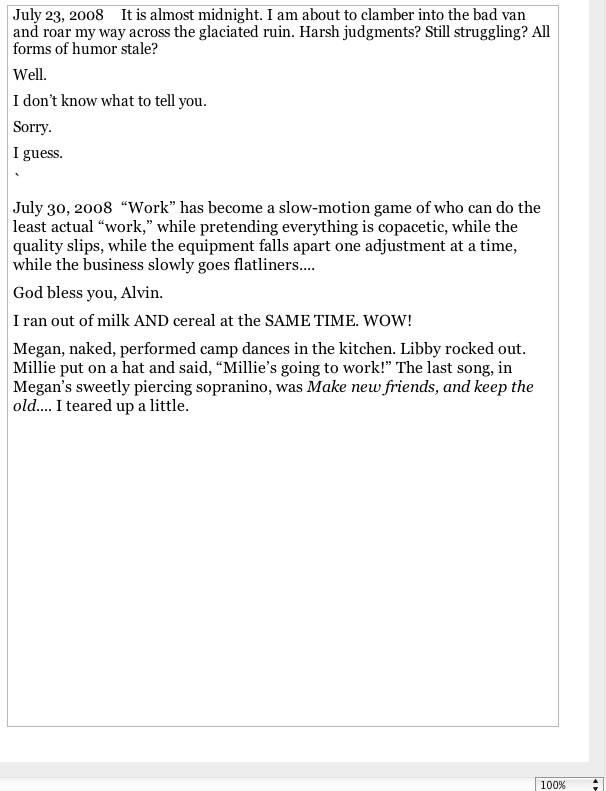 July 23, 2008    It is almost midnight. I am about to clamber into the bad van
and roar my way across the glaciated ruin. Harsh judgments? Still struggling? All
forms of humor stale?
Well.
I don’t know what to tell you.
Sorry.
I guess.
`
July 30, 2008  “Work” has become a slow-motion game of who can do the
least actual “work,” while pretending everything is copacetic, while the
quality slips, while the equipment falls apart one adjustment at a time,
while the business slowly goes flatliners....
God bless you, Alvin.
I ran out of milk AND cereal at the SAME TIME. WOW!
Megan, naked, performed camp dances in the kitchen. Libby rocked out.
Millie put on a hat and said, “Millie’s going to work!” The last song, in
Megan’s sweetly piercing sopranino, was Make new friends, and keep the
old.... I teared up a little.
100%